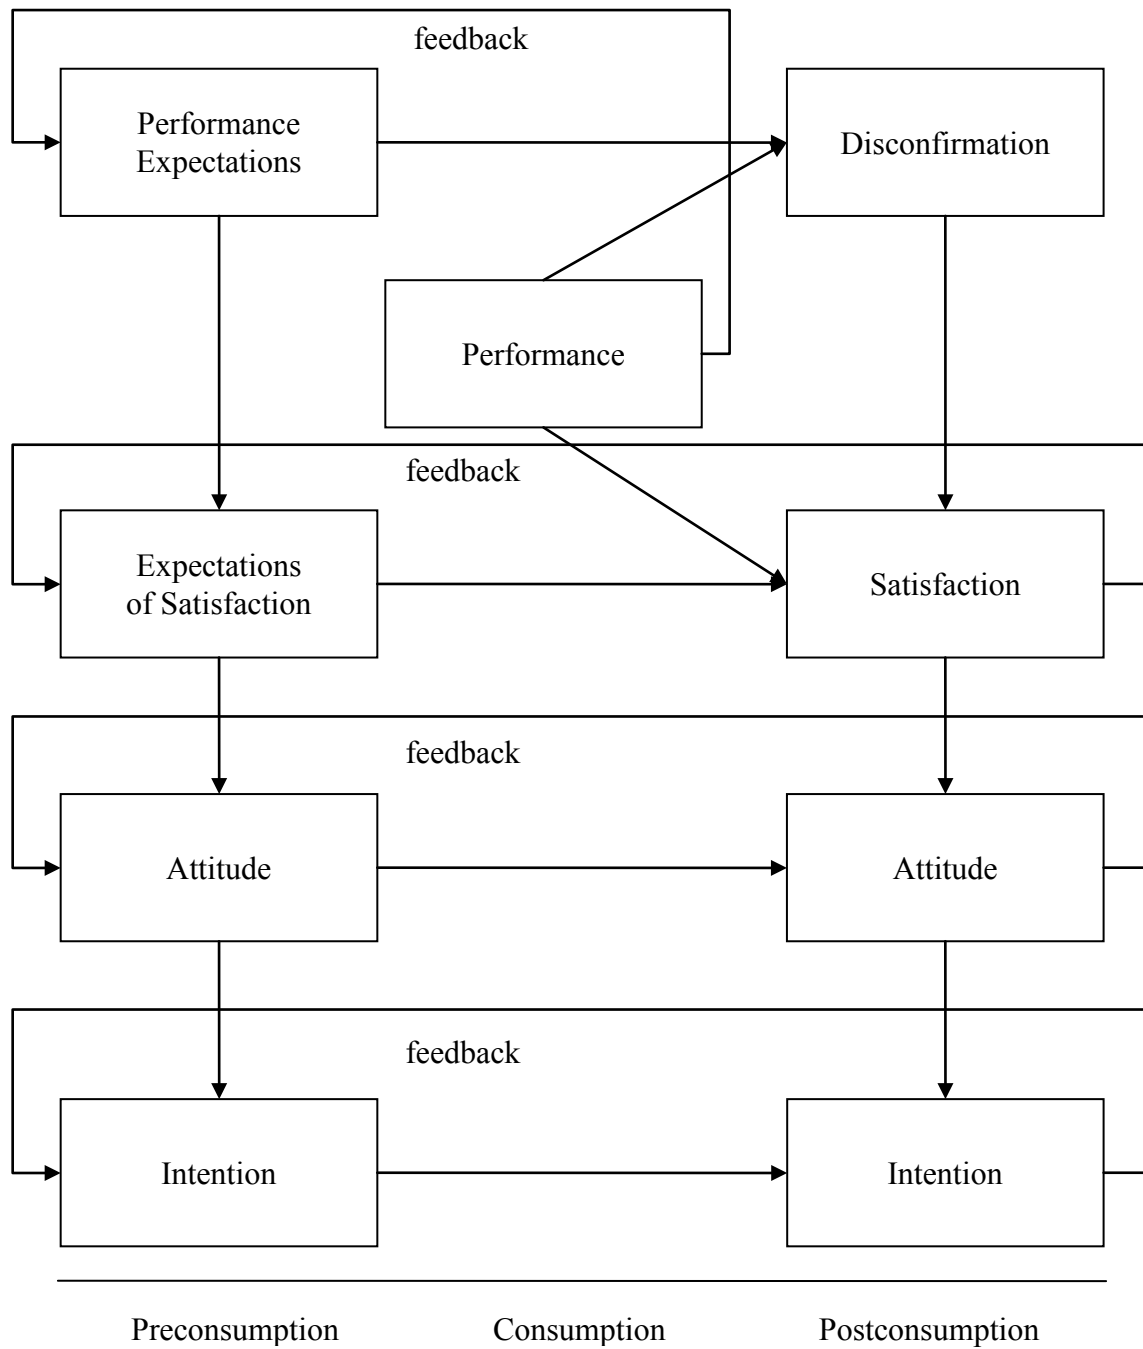 feedback
Performance
Expectations
Disconfirmation
Performance
feedback
Expectations
of Satisfaction
Satisfaction
feedback
Attitude
Attitude
feedback
Intention
Intention
Preconsumption
Consumption
Postconsumption